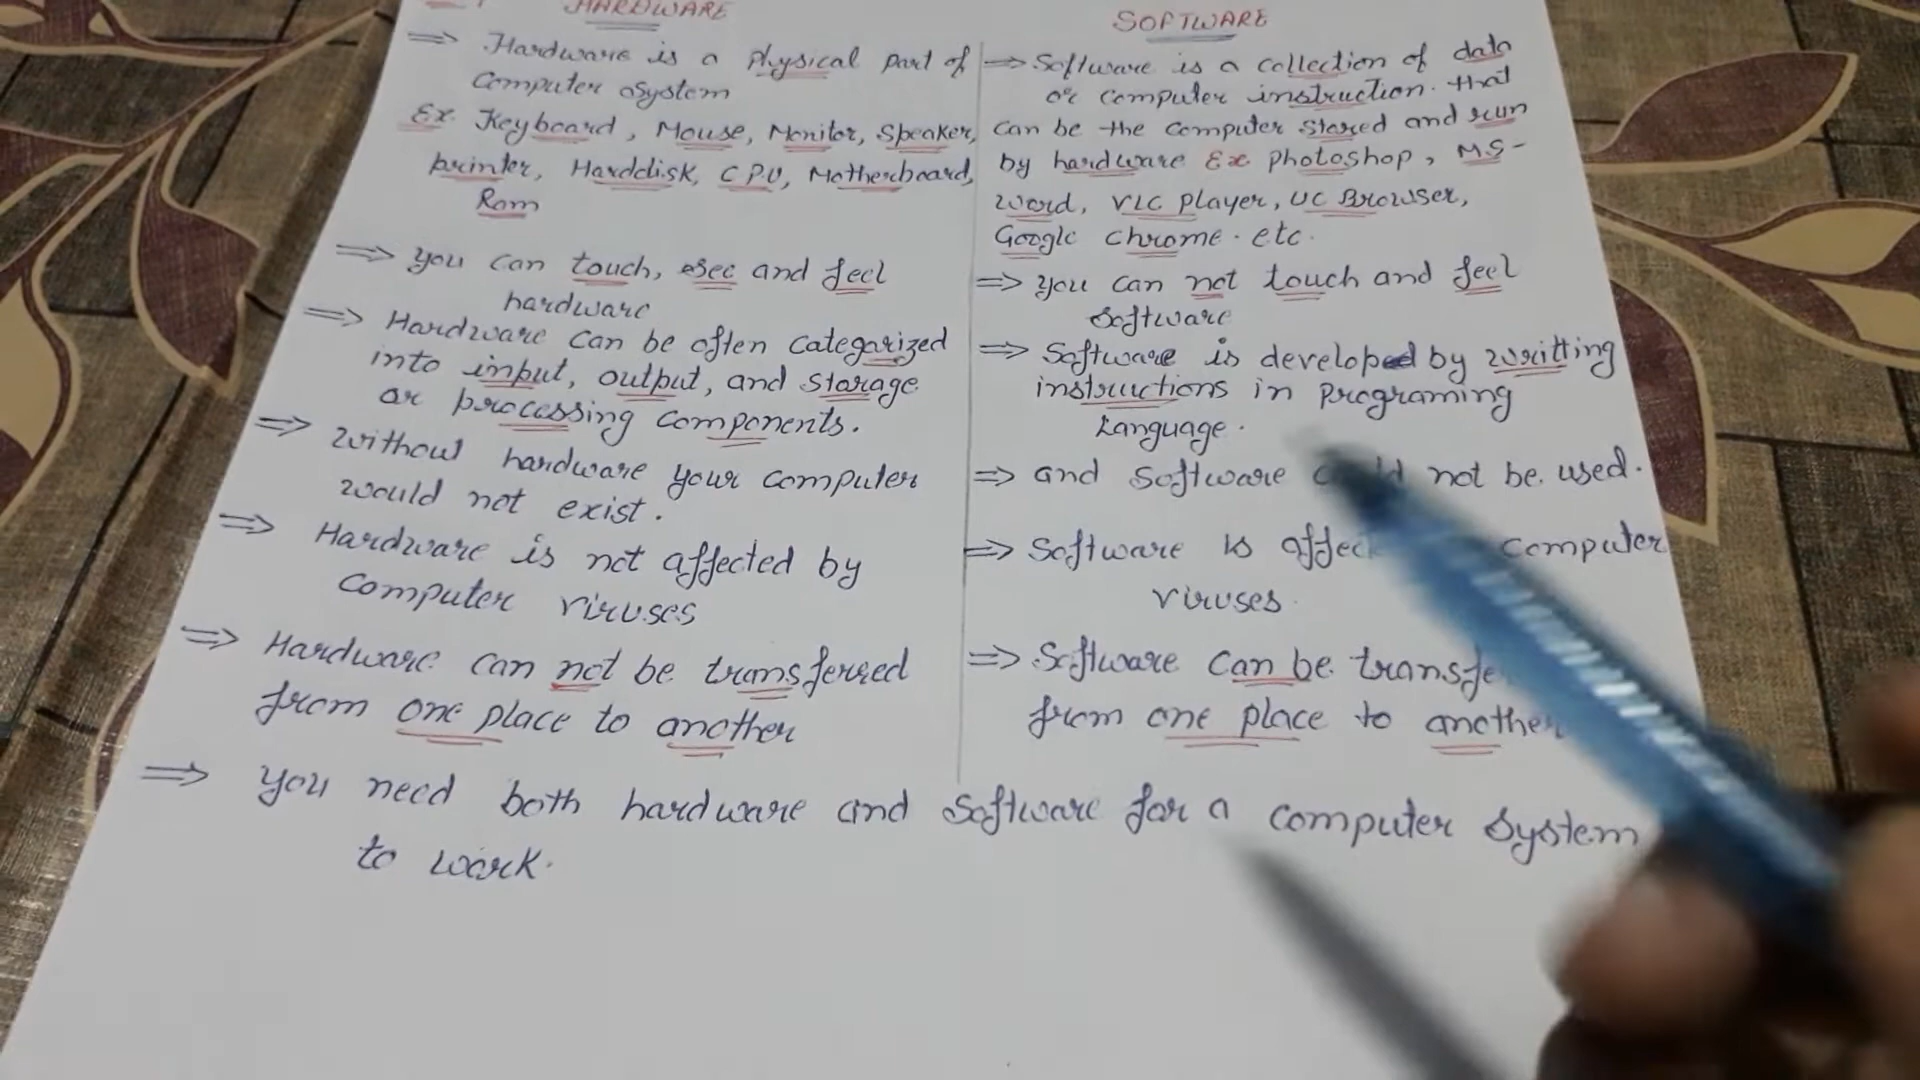 HARDWARE
Hardware is a physical part of
Computer System
Ex. Keyboard, Mouse, Monitor, Speaker,
printer, Harddisk, C.P.U, Motherboard,
Ram
⇒ you can touch, see and feel
hardware
⇒ Hardware can be often Categorized
into input, output, and storage
or processing components.
⇒ without hardware your computer
would not exist.
⇒ Hardware is not affected by
computer viruses
⇒ Hardware can not be transferred
from one place to another
SOFTWARE
⇒ Software is a collection of data
or computer instruction. that
can be the computer stared and run
by hardware Ex photoshop, M.S-
word, VLC player, UC Browser,
Google chrome. etc.
⇒ you can not touch and feel
Software
⇒ Software is developed by writting
instructions in programing
Language.
⇒ and Software not be used.
⇒ Software is computer
viruses.
⇒ Software can be
from one place to another
⇒ you need both hardware and Software for a computer System
to work.